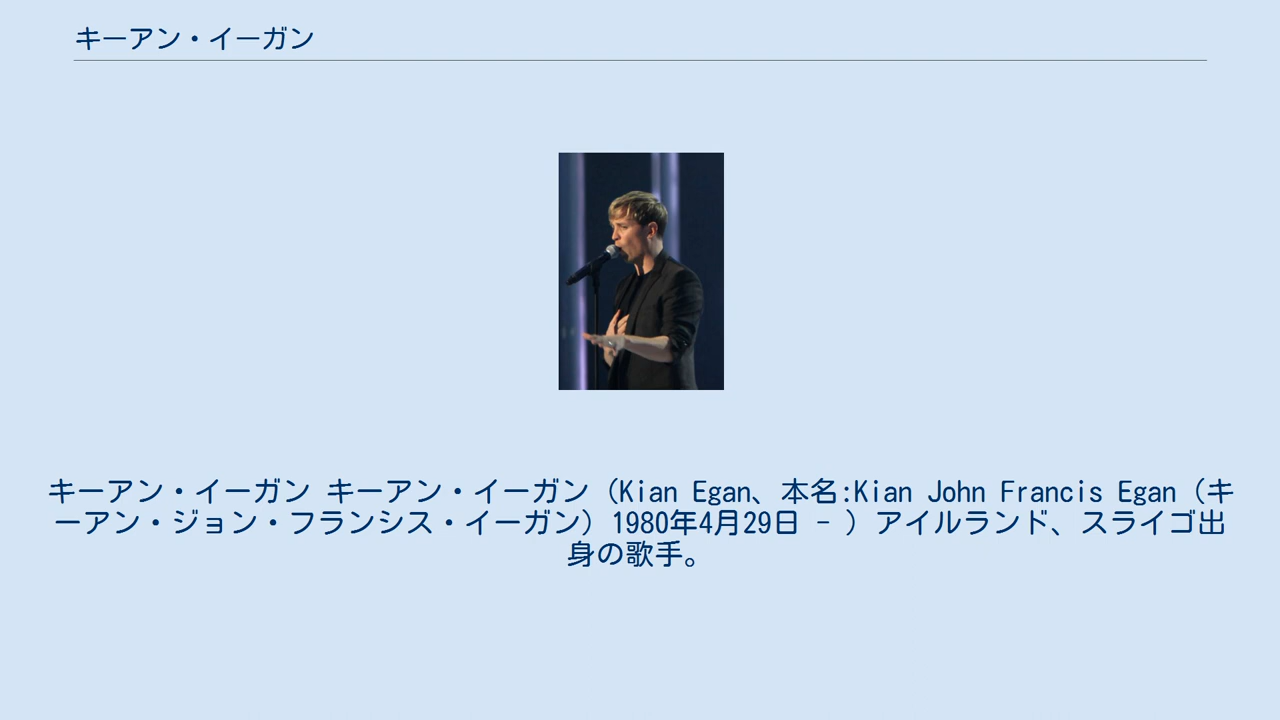 キーアン・イーガン
キーアン・イーガン キーアン・イーガン（Kian Egan、本名:Kian John Francis Egan（キ
ーアン・ジョン・フランシス・イーガン）1980年4月29日 - ）アイルランド、スライゴ出
身の歌手。